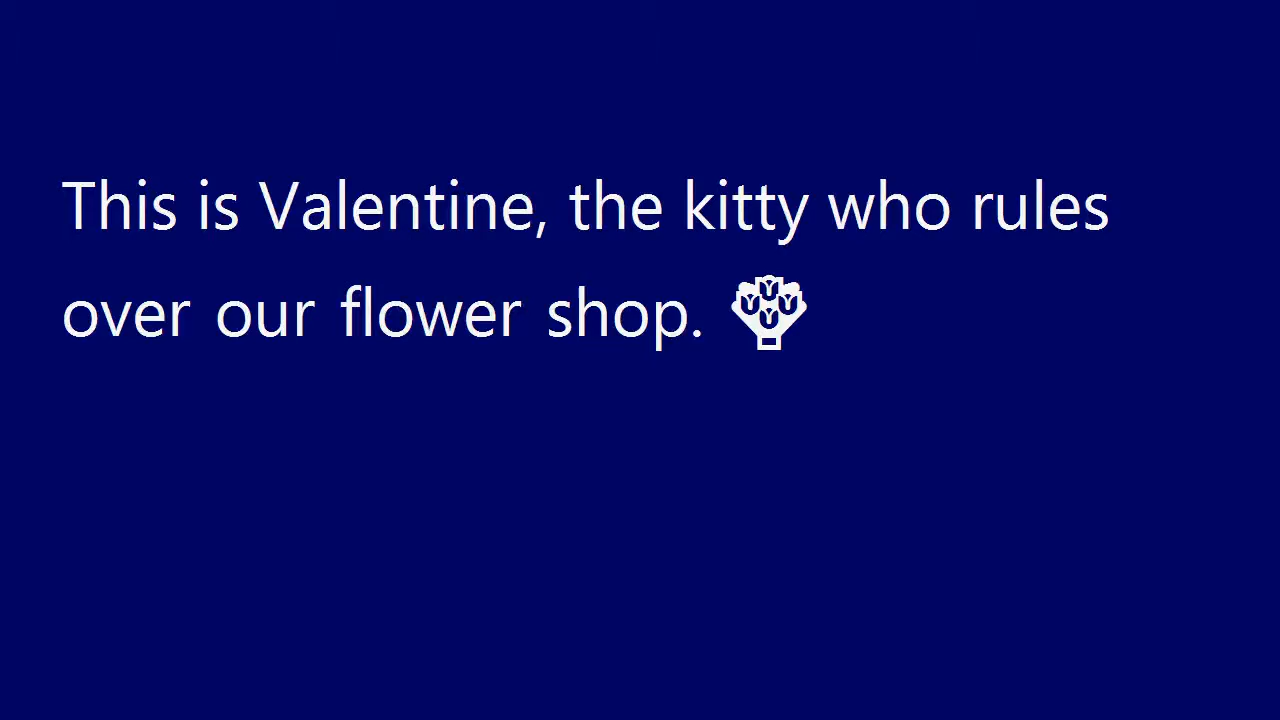 This is Valentine, the kitty who rules
over our flower shop. 💐